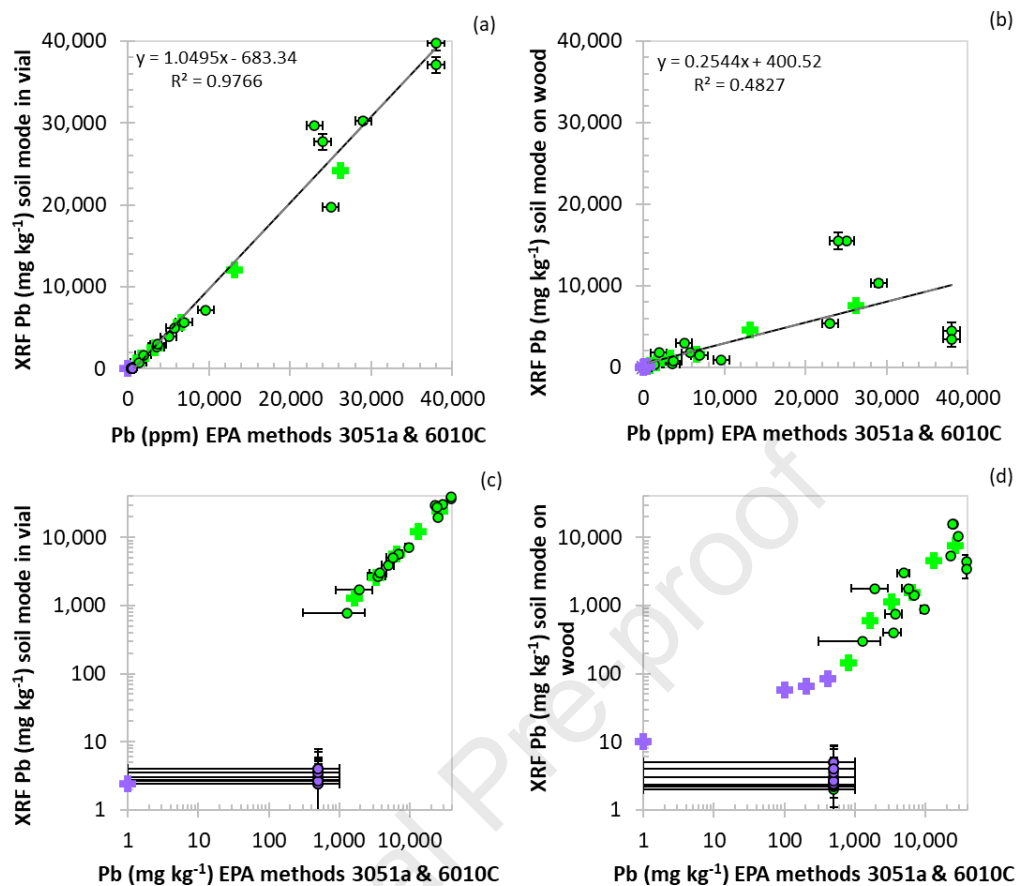 (a)
40,000
y = 1.0495x - 683.34
R² = 0.9766
30,000
20,000
10,000
0
0 10,000 20,000 30,000 40,000
XRF Pb (mg kg⁻¹) soil mode in vial
Pb (ppm) EPA methods 3051a & 6010C
(b)
40,000
y = 0.2544x + 400.52
R² = 0.4827
30,000
20,000
10,000
0
0 10,000 20,000 30,000 40,000
XRF Pb (mg kg⁻¹) soil mode on wood
Pb (ppm) EPA methods 3051a & 6010C
(c)
10,000
1,000
100
10
1
1 10 100 1,000 10,000
XRF Pb (mg kg⁻¹) soil mode in vial
Pb (mg kg⁻¹) EPA methods 3051a & 6010C
(d)
10,000
1,000
100
10
1
1 10 100 1,000 10,000
XRF Pb (mg kg⁻¹) soil mode on
wood
Pb (mg kg⁻¹) EPA methods 3051a & 6010C
al Pre-proof